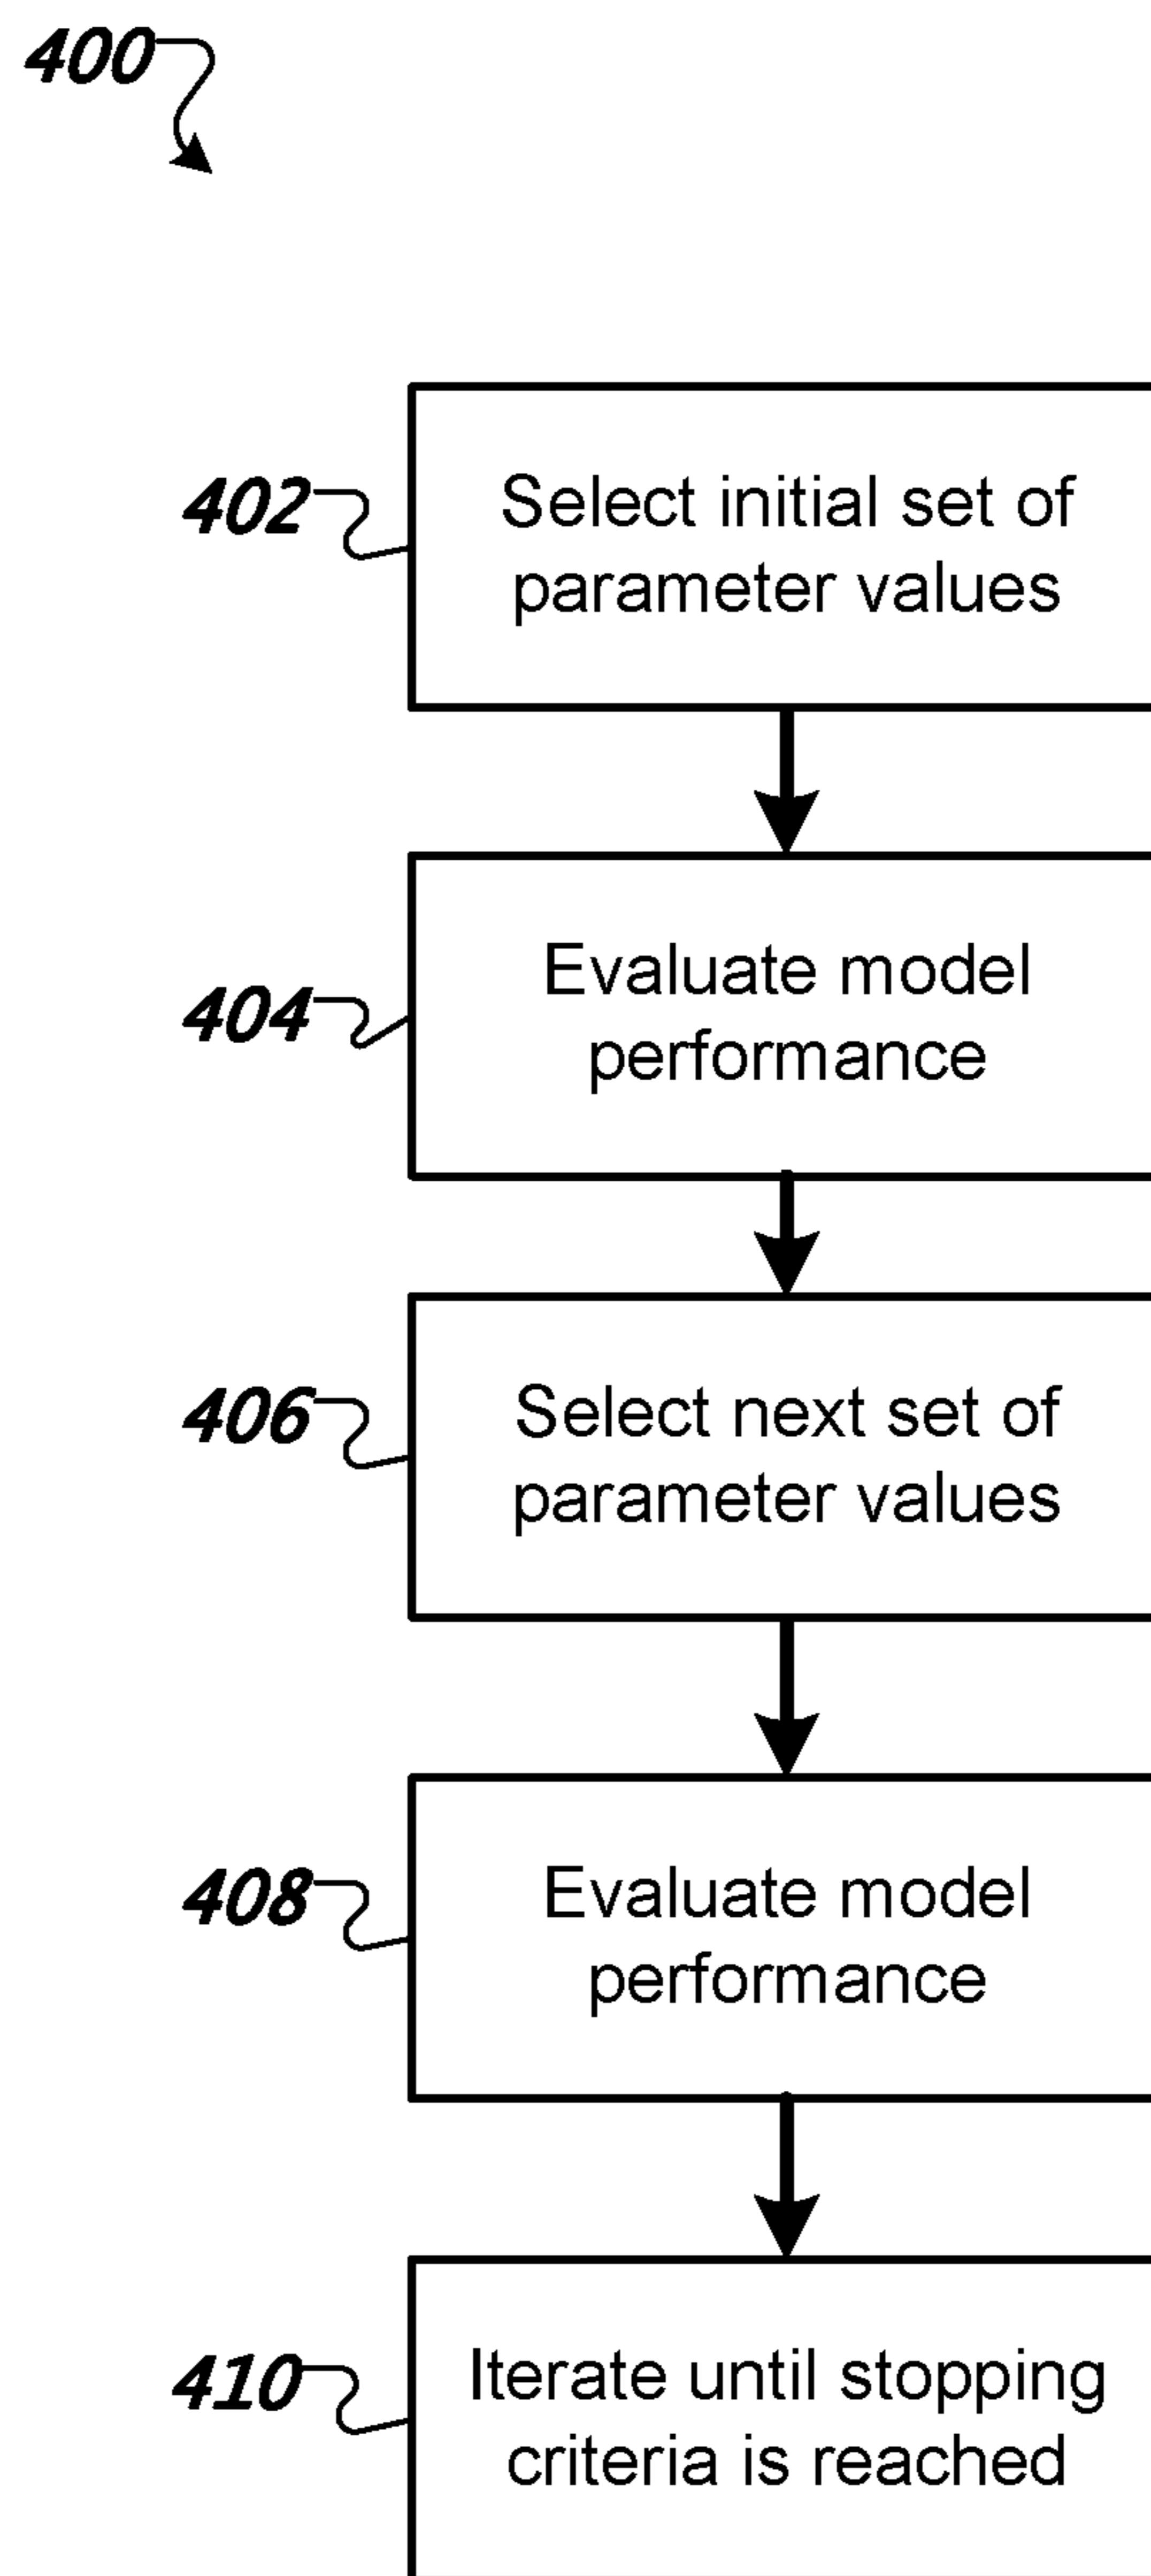 400
402
Select initial set of
parameter values
404
Evaluate model
performance
406
Select next set of
parameter values
408
Evaluate model
performance
410
Iterate until stopping
criteria is reached